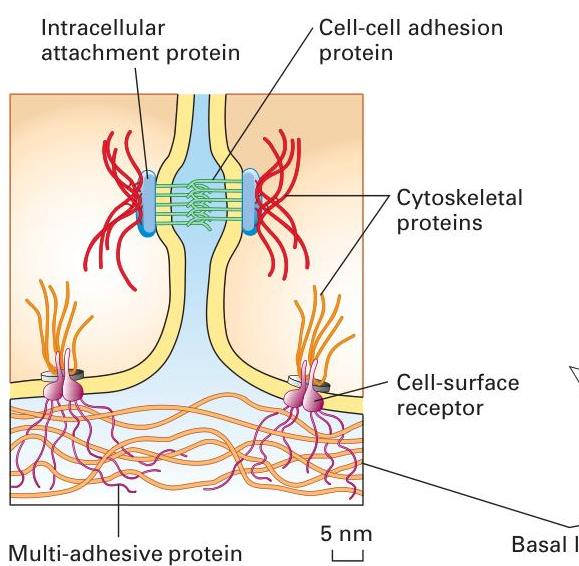 Intracellular
attachment protein
Cell-cell adhesion
protein
Cytoskeletal
proteins
Cell-surface
receptor
5 nm
Basal
Multi-adhesive protein